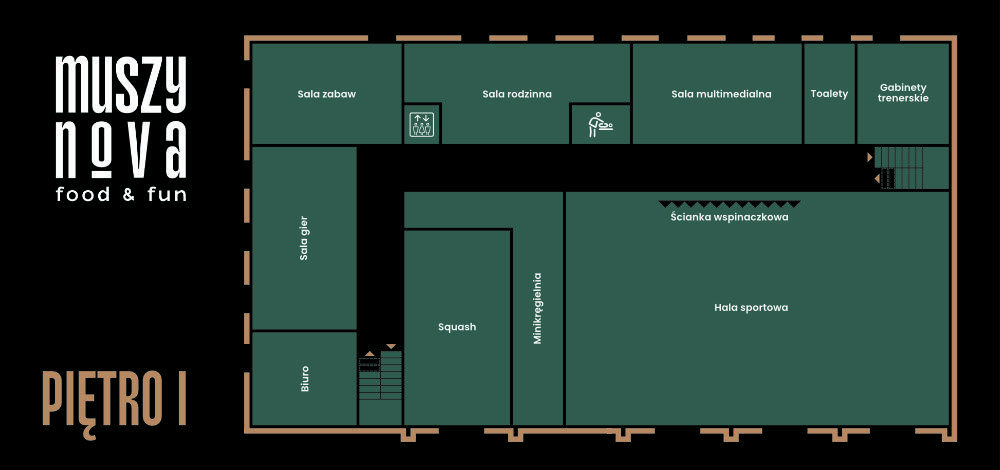 muszy
nova
food & fun
PIĘTRO I
Sala zabaw
Sala rodzinna
Sala multimedialna
Toalety
Gabinety
trenerskie
Sala gier
Ścianka wspinaczkowa
Minikręgielnia
Hala sportowa
Squash
Biuro